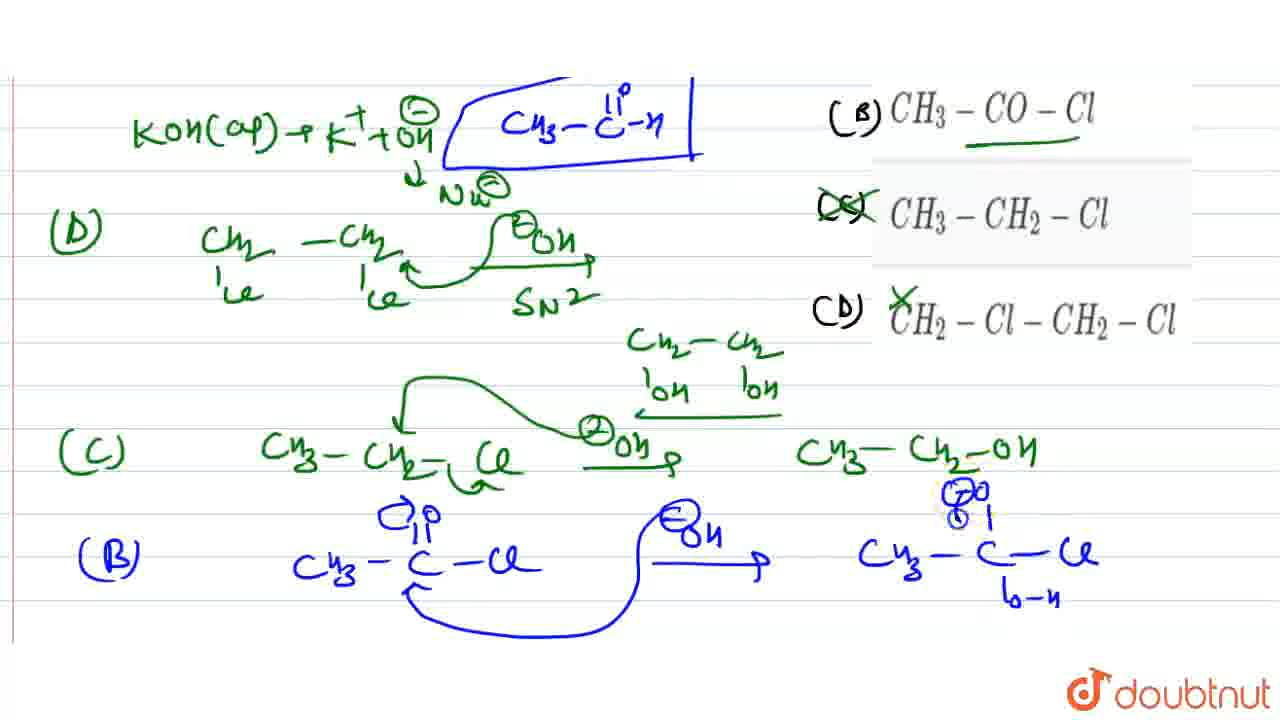 KOH(aq) → K⁺ + OH⊖
↓
Nu⊖
O
||
CH₃ – C – H
(B) CH₃ – CO – Cl
(C) CH₃ – CH₂ – Cl
(D) CH₂ – Cl – CH₂ – Cl
(D) CH₂ – CH₂ ⊖OH
Cl Cl SN²
CH₂ – CH₂
OH OH
(C) CH₃ – CH₂ – Cl ⊖OH → CH₃ – CH₂ – OH
O ⊖OH ⊖O
(B) CH₃ – C – Cl → CH₃ – C – Cl
O – H
doubtnut